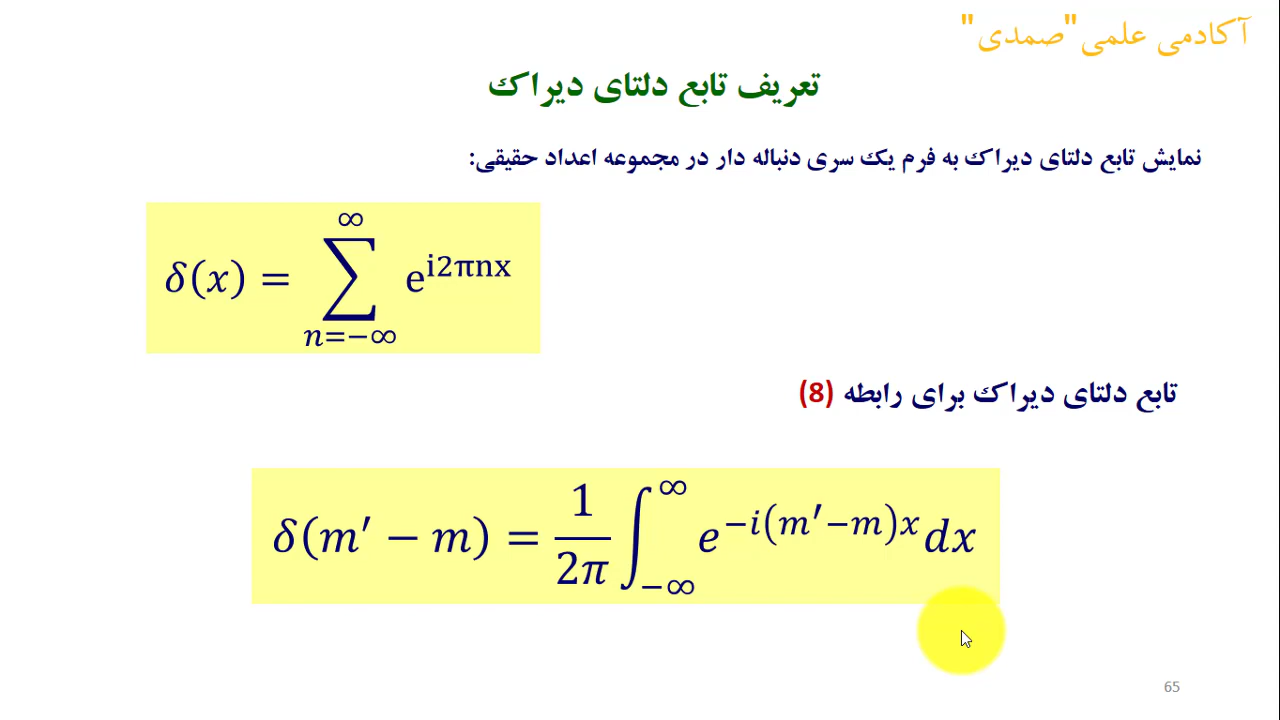 آکادمی علمی"صمدی"
تعریف تابع دلتای دیراک
نمایش تابع دلتای دیراک به فرم یک سری دنباله دار در مجموعه اعداد حقیقی:
δ(x) = ∑_{n=−∞}^{∞} e^{i2πnx}
تابع دلتای دیراک برای رابطه (8)
δ(m′ − m) = \frac{1}{2π} ∫_{−∞}^{∞} e^{−i(m′−m)x} dx
65